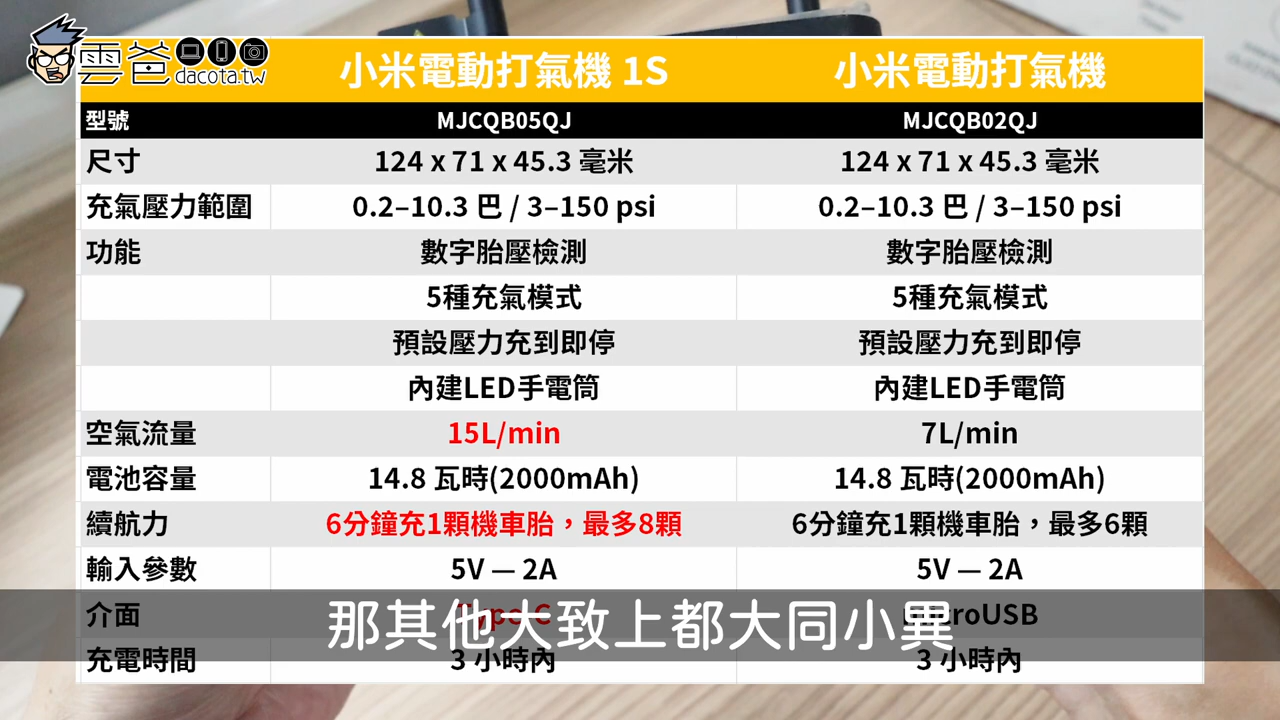 雲爸
dacota.tw
小米電動打氣機 1S 小米電動打氣機
型號 MJCQB05QJ MJCQB02QJ
尺寸 124 x 71 x 45.3 毫米 124 x 71 x 45.3 毫米
充氣壓力範圍 0.2–10.3 巴 / 3–150 psi 0.2–10.3 巴 / 3–150 psi
功能 數字胎壓檢測 數字胎壓檢測
5種充氣模式 5種充氣模式
預設壓力充到即停 預設壓力充到即停
內建LED手電筒 內建LED手電筒
空氣流量 15L/min 7L/min
電池容量 14.8 瓦時(2000mAh) 14.8 瓦時(2000mAh)
續航力 6分鐘充1顆機車胎，最多8顆 6分鐘充1顆機車胎，最多6顆
輸入參數 5V — 2A 5V — 2A
介面 Type-C microUSB
那其他大致上都大同小異
充電時間 3 小時內 3 小時內